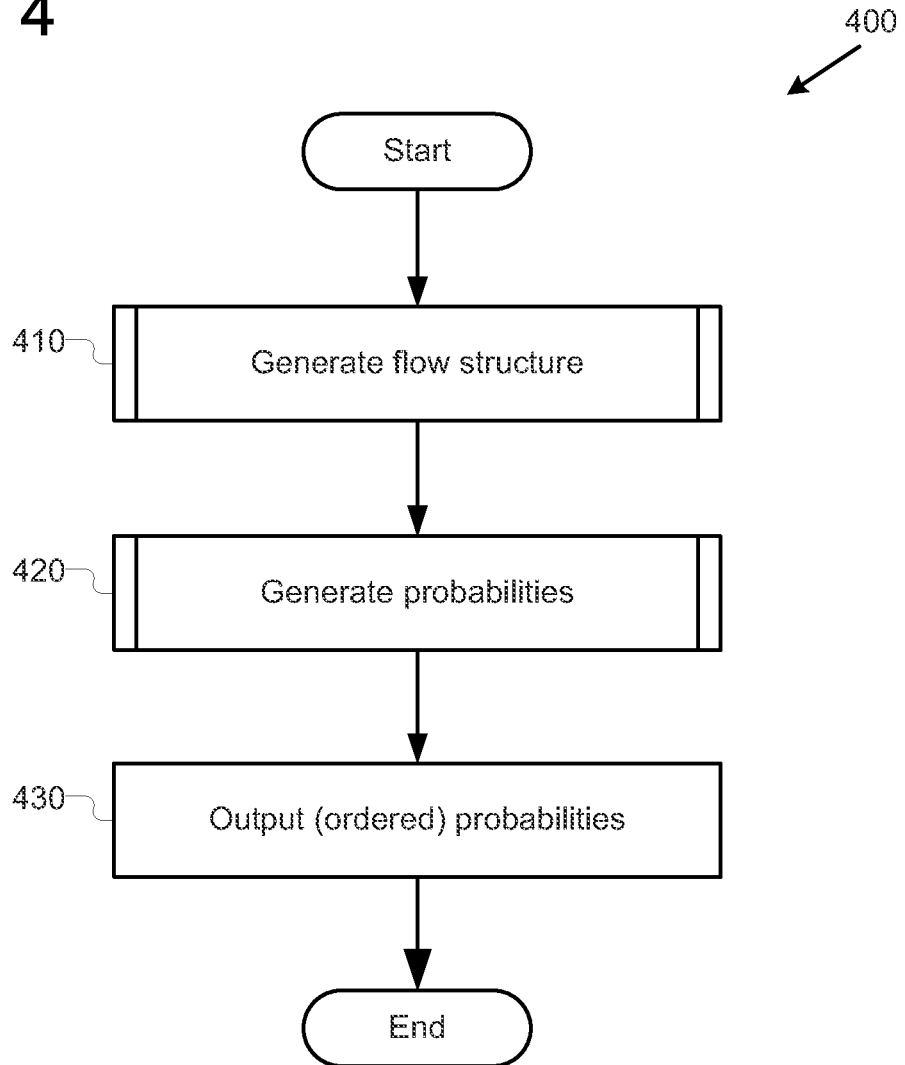 4
400
Start
410
Generate flow structure
420
Generate probabilities
430
Output (ordered) probabilities
End